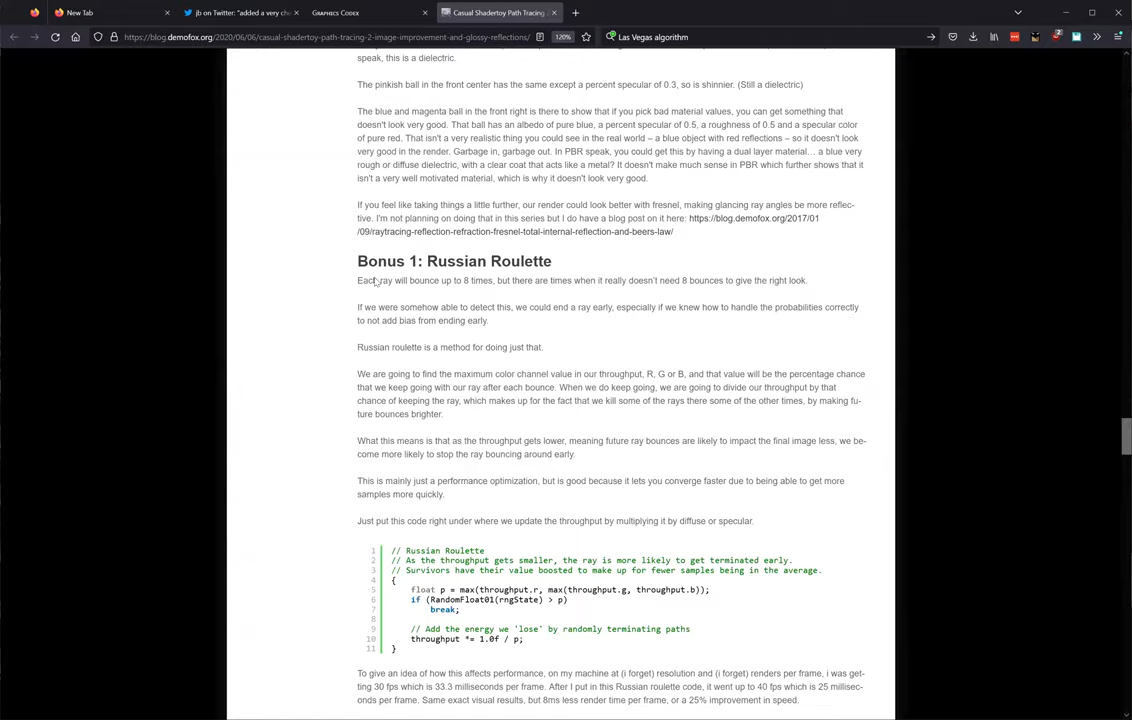 New Tab
jb on Twitter: "added a very che
GRAPHICS CODEX
Casual Shadertoy Path Tracing
https://blog.demofox.org/2020/06/06/casual-shadertoy-path-tracing-2-image-improvement-and-glossy-reflections/
120%
Las Vegas algorithm
speak, this is a dielectric.
The pinkish ball in the front center has the same except a percent specular of 0.3, so is shinnier. (Still a dielectric)
The blue and magenta ball in the front right is there to show that if you pick bad material values, you can get something that
doesn't look very good. That ball has an albedo of pure blue, a percent specular of 0.5, a roughness of 0.5 and a specular color
of pure red. That isn't a very realistic thing you could see in the real world – a blue object with red reflections – so it doesn't look
very good in the render. Garbage in, garbage out. In PBR speak, you could get this by having a dual layer material… a blue very
rough or diffuse dielectric, with a clear coat that acts like a metal? It doesn't make much sense in PBR which further shows that it
isn't a very well motivated material, which is why it doesn't look very good.
If you feel like taking things a little further, our render could look better with fresnel, making glancing ray angles be more reflec-
tive. I'm not planning on doing that in this series but I do have a blog post on it here: https://blog.demofox.org/2017/01
/09/raytracing-reflection-refraction-fresnel-total-internal-reflection-and-beers-law/
Bonus 1: Russian Roulette
Each ray will bounce up to 8 times, but there are times when it really doesn't need 8 bounces to give the right look.
If we were somehow able to detect this, we could end a ray early, especially if we knew how to handle the probabilities correctly
to not add bias from ending early.
Russian roulette is a method for doing just that.
We are going to find the maximum color channel value in our throughput, R, G or B, and that value will be the percentage chance
that we keep going with our ray after each bounce. When we do keep going, we are going to divide our throughput by that
chance of keeping the ray, which makes up for the fact that we kill some of the rays there some of the other times, by making fu-
ture bounces brighter.
What this means is that as the throughput gets lower, meaning future ray bounces are likely to impact the final image less, we be-
come more likely to stop the ray bouncing around early.
This is mainly just a performance optimization, but is good because it lets you converge faster due to being able to get more
samples more quickly.
Just put this code right under where we update the throughput by multiplying it by diffuse or specular.
1 // Russian Roulette
2 // As the throughput gets smaller, the ray is more likely to get terminated early.
3 // Survivors have their value boosted to make up for fewer samples being in the average.
4 {
5 float p = max(throughput.r, max(throughput.g, throughput.b));
6 if (RandomFloat01(rngState) > p)
7 break;
8
9 // Add the energy we 'lose' by randomly terminating paths
10 throughput *= 1.0f / p;
11 }
To give an idea of how this affects performance, on my machine at (i forget) resolution and (i forget) renders per frame, i was get-
ting 30 fps which is 33.3 milliseconds per frame. After I put in this Russian roulette code, it went up to 40 fps which is 25 millisec-
onds per frame. Same exact visual results, but 8ms less render time per frame, or a 25% improvement in speed.